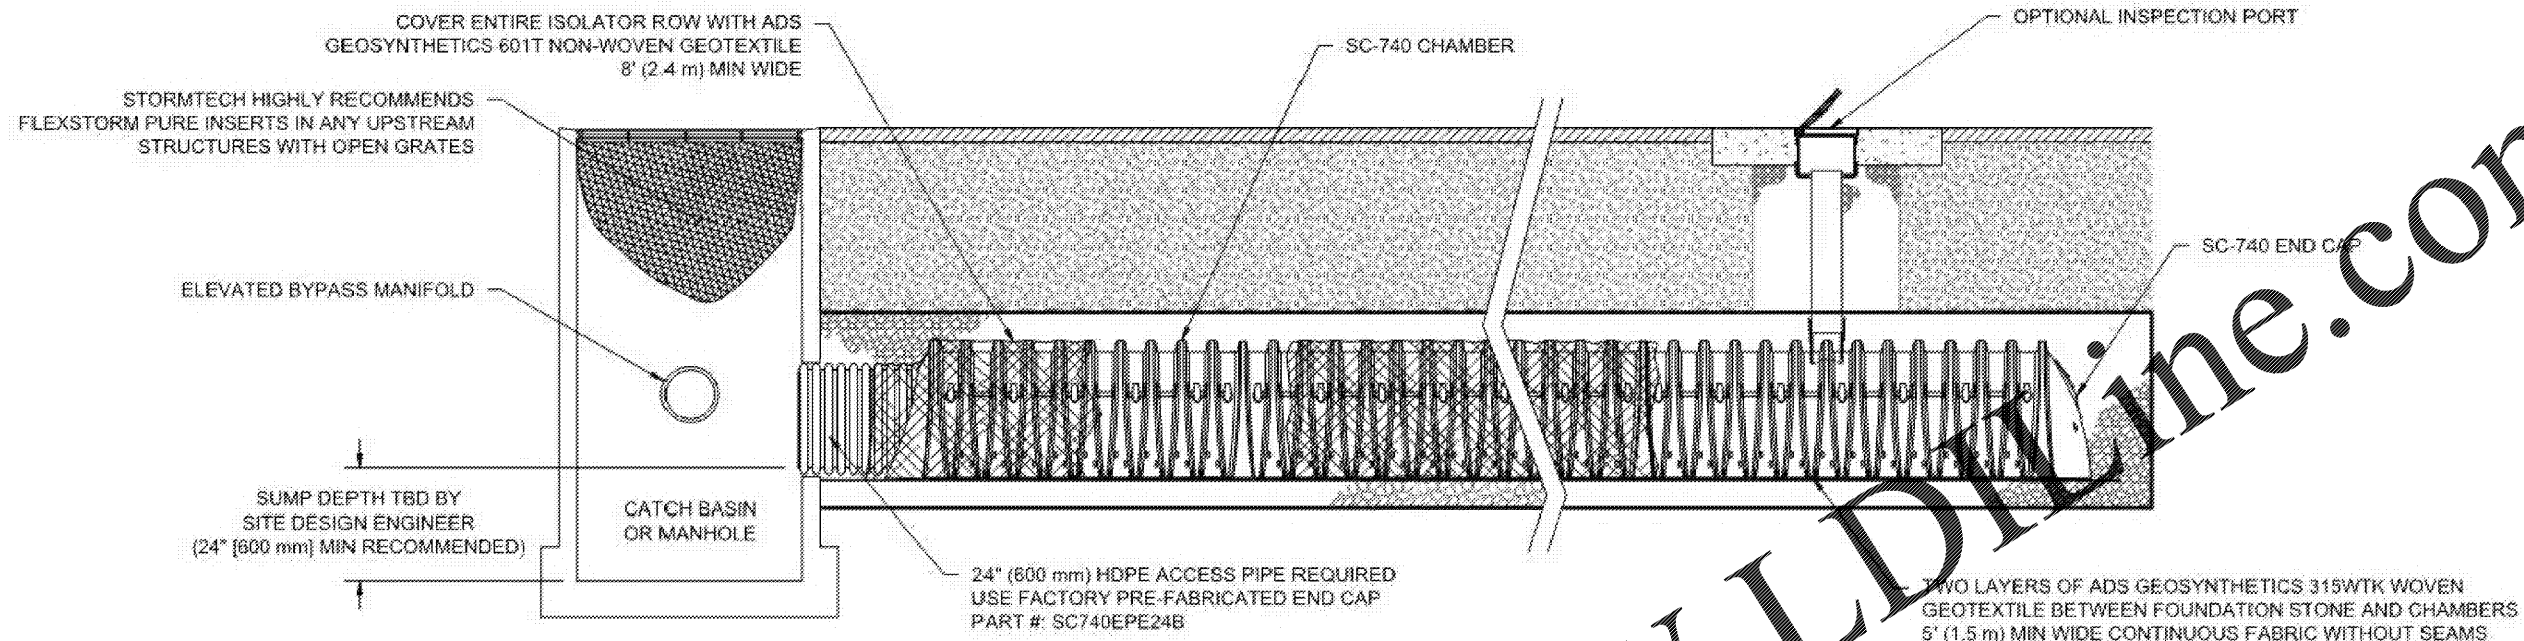 COVER ENTIRE ISOLATOR ROW WITH ADS
GEOSYNTHETICS 601T NON-WOVEN GEOTEXTILE
8' (2.4 m) MIN WIDE
OPTIONAL INSPECTION PORT
SC-740 CHAMBER
STORMTECH HIGHLY RECOMMENDS
FLEXSTORM PURE INSERTS IN ANY UPSTREAM
STRUCTURES WITH OPEN GRATES
SC-740 END CAP
ELEVATED BYPASS MANIFOLD
SUMP DEPTH TBD BY
SITE DESIGN ENGINEER
(24" [600 mm] MIN RECOMMENDED)
CATCH BASIN
OR MANHOLE
24" (600 mm) HDPE ACCESS PIPE REQUIRED
USE FACTORY PRE-FABRICATED END CAP
PART #: SC740EPE24B
TWO LAYERS OF ADS GEOSYNTHETICS 315WTK WOVEN
GEOTEXTILE BETWEEN FOUNDATION STONE AND CHAMBERS
5' (1.5 m) MIN WIDE CONTINUOUS FABRIC WITHOUT SEAMS